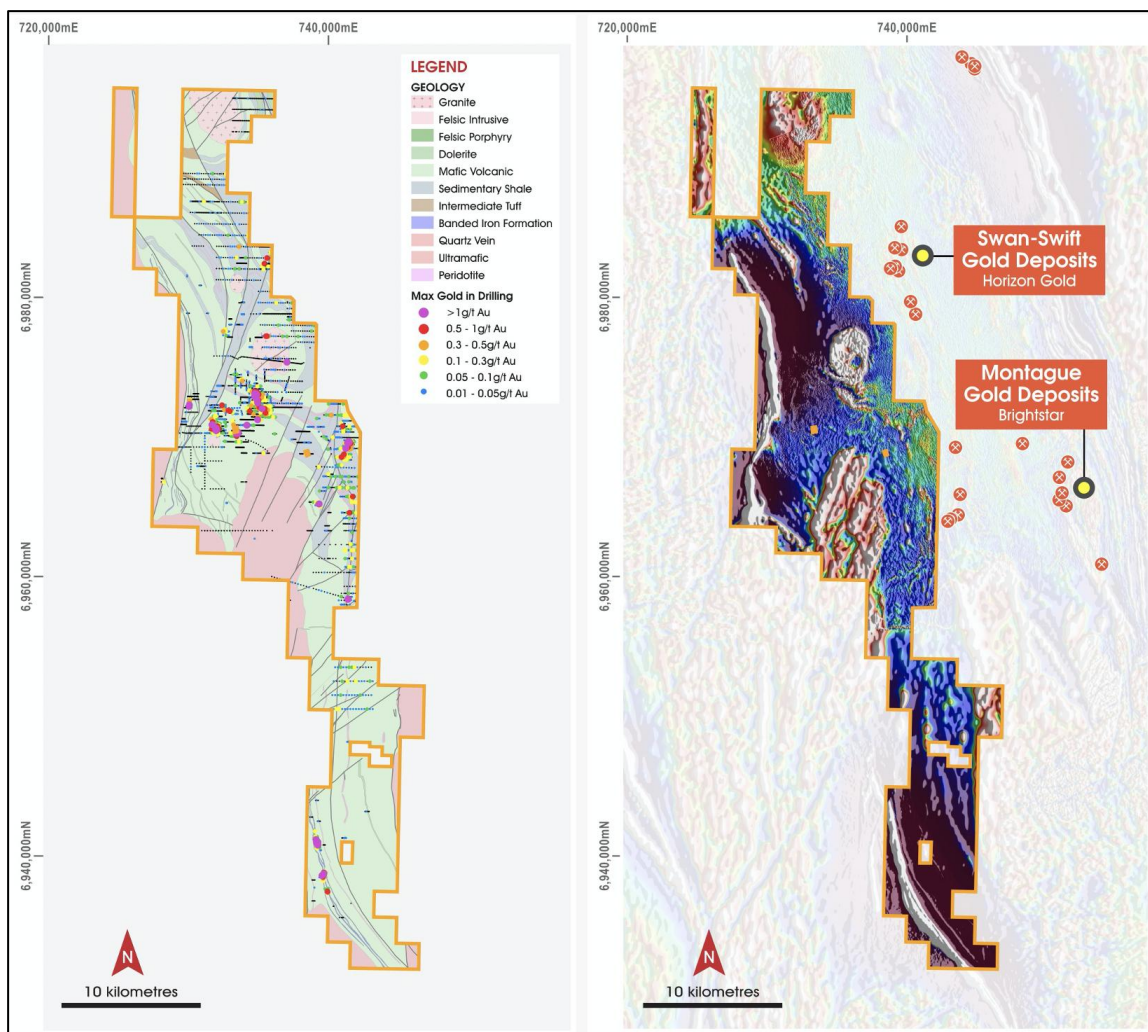 720,000mE
740,000mE
6,980,000mN
6,960,000mN
6,940,000mN
LEGEND
GEOLOGY
Granite
Felsic Intrusive
Felsic Porphyry
Dolerite
Mafic Volcanic
Sedimentary Shale
Intermediate Tuff
Banded Iron Formation
Quartz Vein
Ultramafic
Peridotite
Max Gold in Drilling
>1g/t Au
0.5 - 1g/t Au
0.3 - 0.5g/t Au
0.1 - 0.3g/t Au
0.05 - 0.1g/t Au
0.01 - 0.05g/t Au
N
10 kilometres
720,000mE
740,000mE
6,980,000mN
6,960,000mN
6,940,000mN
Swan-Swift
Gold Deposits
Horizon Gold
Montague
Gold Deposits
Brightstar
N
10 kilometres